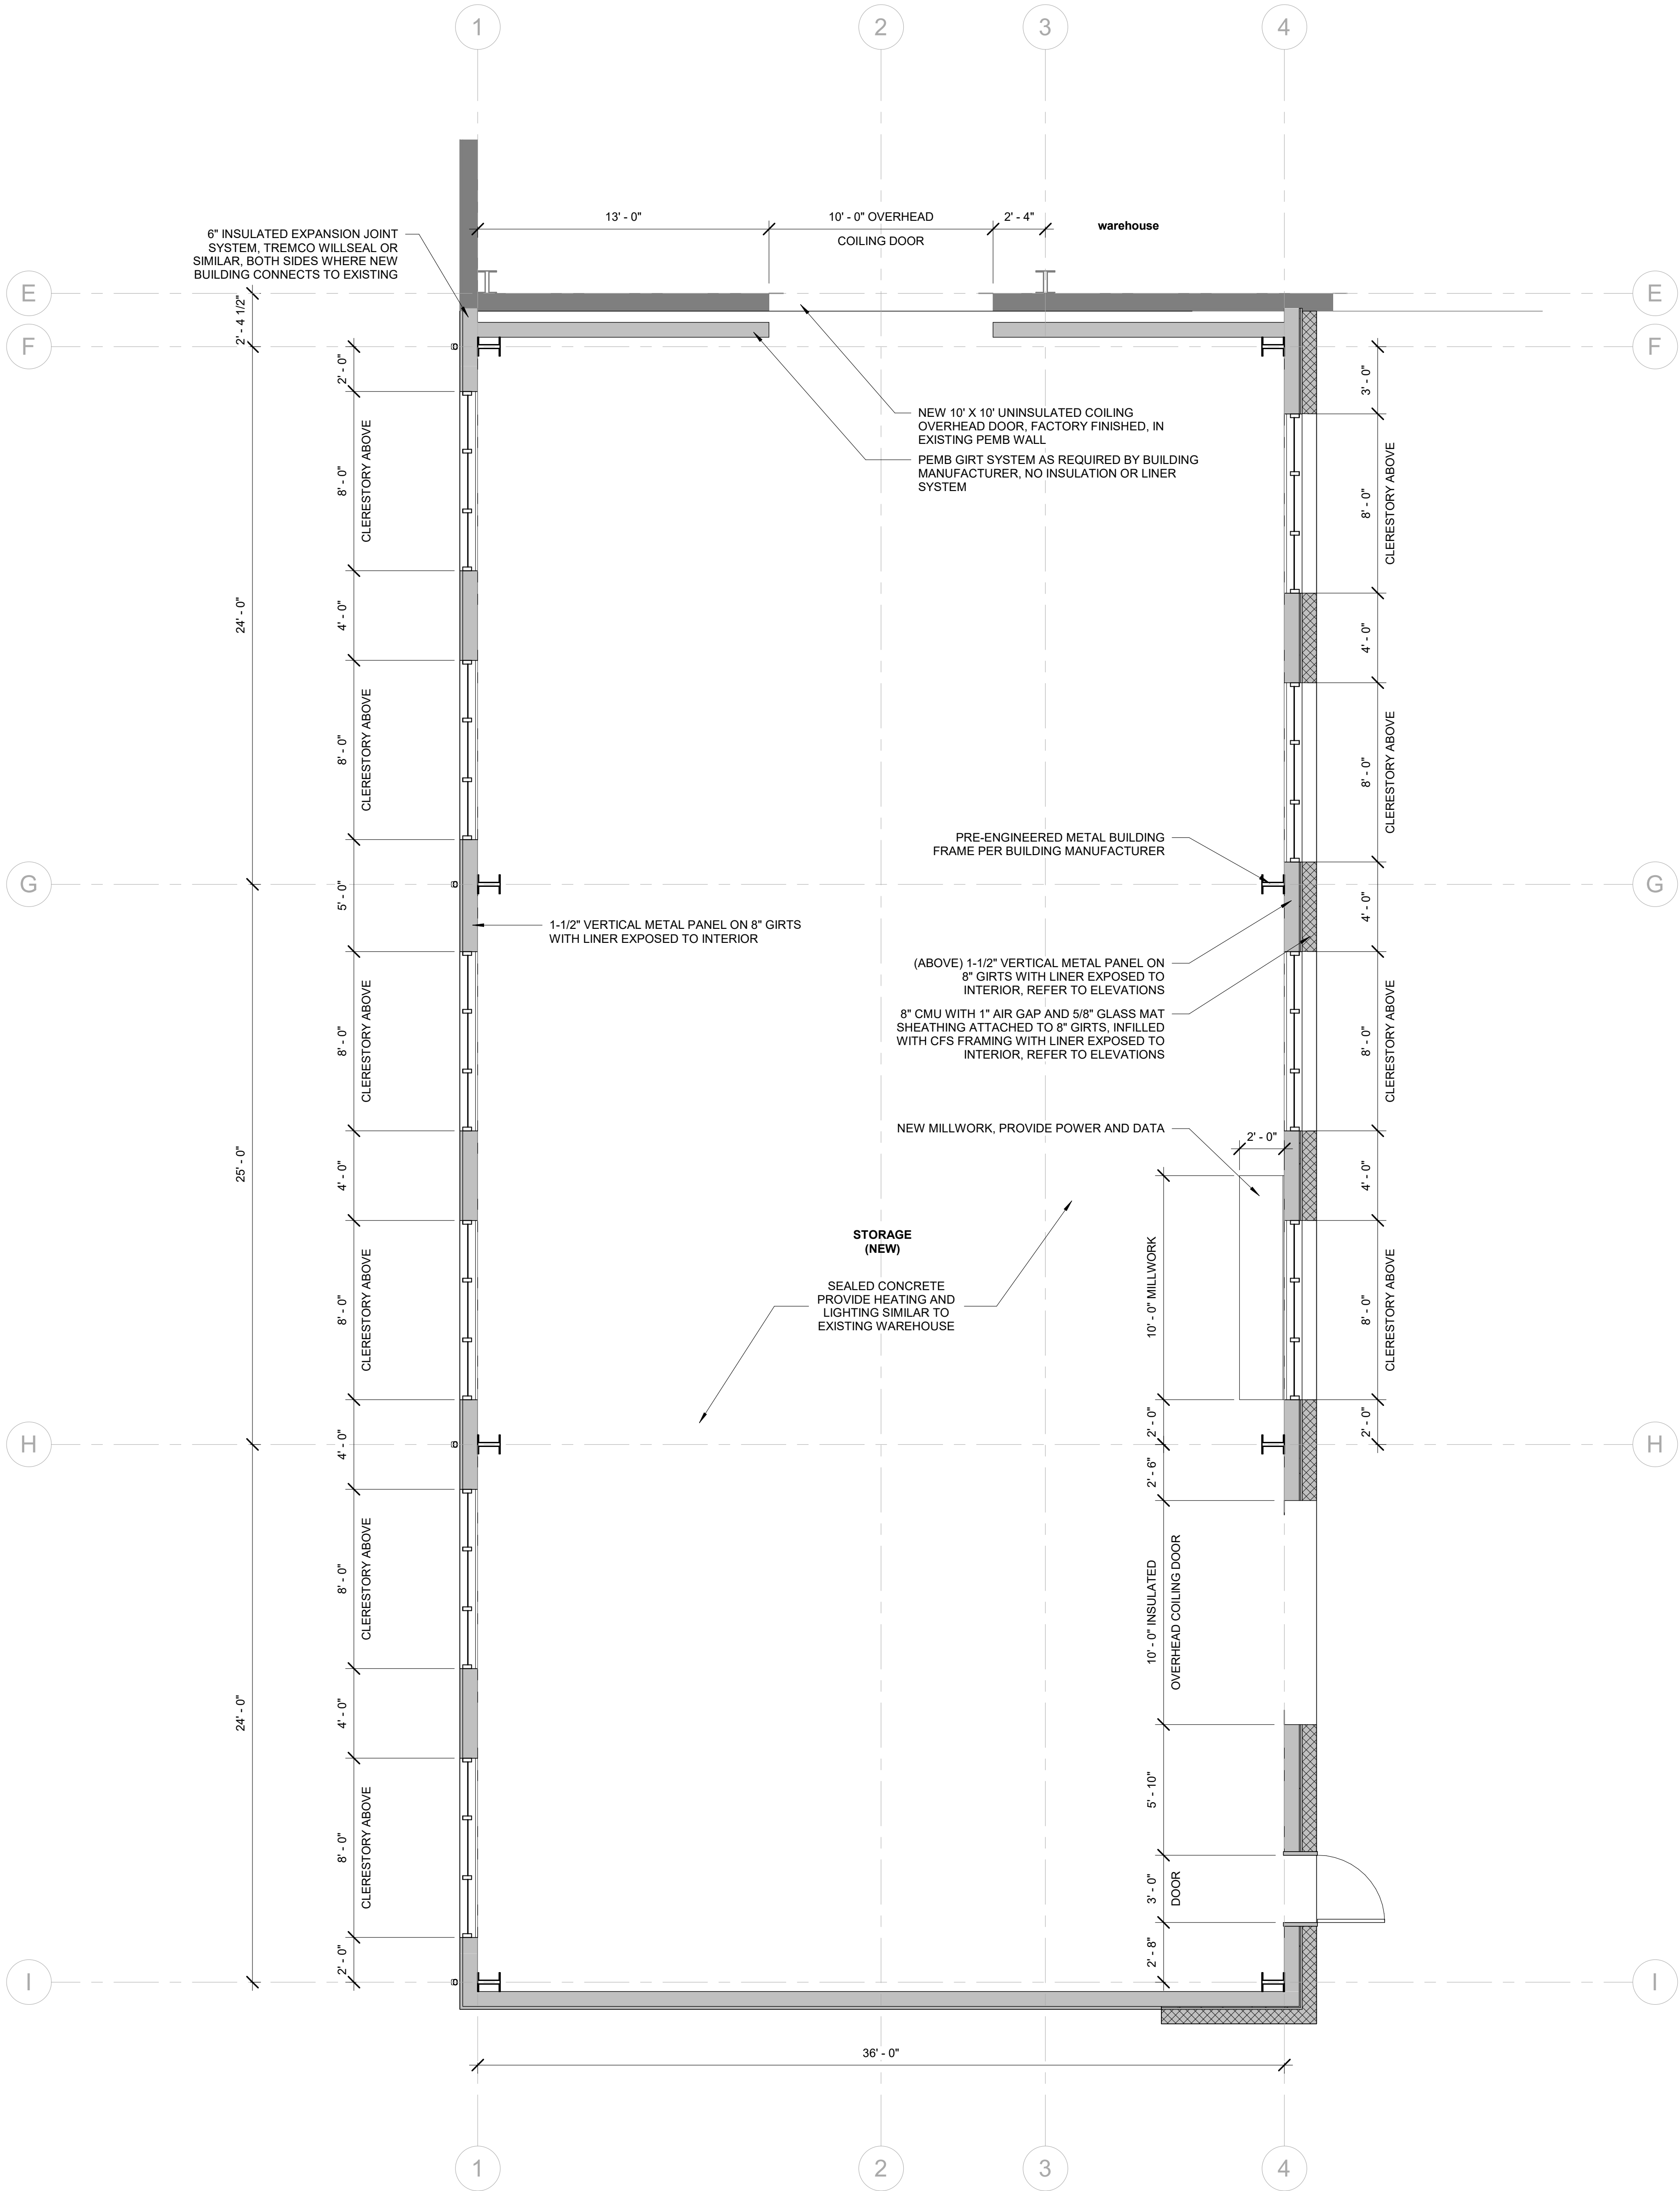 1
2
3
4
13' - 0"
10' - 0" OVERHEAD
COILING DOOR
2' - 4"
warehouse
6" INSULATED EXPANSION JOINT
SYSTEM, TREMCO WILLSEAL OR
SIMILAR, BOTH SIDES WHERE NEW
BUILDING CONNECTS TO EXISTING
E
E
2' - 4 1/2"
F
F
2' - 0"
3' - 0"
NEW 10' X 10' UNINSULATED COILING
OVERHEAD DOOR, FACTORY FINISHED, IN
EXISTING PEMB WALL
PEMB GIRT SYSTEM AS REQUIRED BY BUILDING
MANUFACTURER, NO INSULATION OR LINER
SYSTEM
8' - 0"
CLERESTORY ABOVE
8' - 0"
CLERESTORY ABOVE
24' - 0"
4' - 0"
4' - 0"
8' - 0"
CLERESTORY ABOVE
8' - 0"
CLERESTORY ABOVE
PRE-ENGINEERED METAL BUILDING
FRAME PER BUILDING MANUFACTURER
G
G
5' - 0"
4' - 0"
1-1/2" VERTICAL METAL PANEL ON 8" GIRTS
WITH LINER EXPOSED TO INTERIOR
(ABOVE) 1-1/2" VERTICAL METAL PANEL ON
8" GIRTS WITH LINER EXPOSED TO
INTERIOR, REFER TO ELEVATIONS
8" CMU WITH 1" AIR GAP AND 5/8" GLASS MAT
SHEATHING ATTACHED TO 8" GIRTS, INFILLED
WITH CFS FRAMING WITH LINER EXPOSED TO
INTERIOR, REFER TO ELEVATIONS
8' - 0"
CLERESTORY ABOVE
8' - 0"
CLERESTORY ABOVE
NEW MILLWORK, PROVIDE POWER AND DATA
2' - 0"
25' - 0"
4' - 0"
4' - 0"
STORAGE
(NEW)
SEALED CONCRETE
PROVIDE HEATING AND
LIGHTING SIMILAR TO
EXISTING WAREHOUSE
10' - 0" MILLWORK
8' - 0"
CLERESTORY ABOVE
8' - 0"
CLERESTORY ABOVE
2' - 0"
2' - 0"
H
H
4' - 0"
2' - 6"
8' - 0"
CLERESTORY ABOVE
10' - 0" INSULATED
OVERHEAD COILING DOOR
24' - 0"
4' - 0"
5' - 10"
8' - 0"
CLERESTORY ABOVE
3' - 0"
DOOR
2' - 0"
2' - 8"
I
I
36' - 0"
1
2
3
4